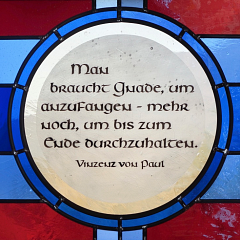 Man
braucht Gnade, um
anzufangen - mehr
noch, um bis zum
Ende durchzuhalten.
Vinzenz von Paul